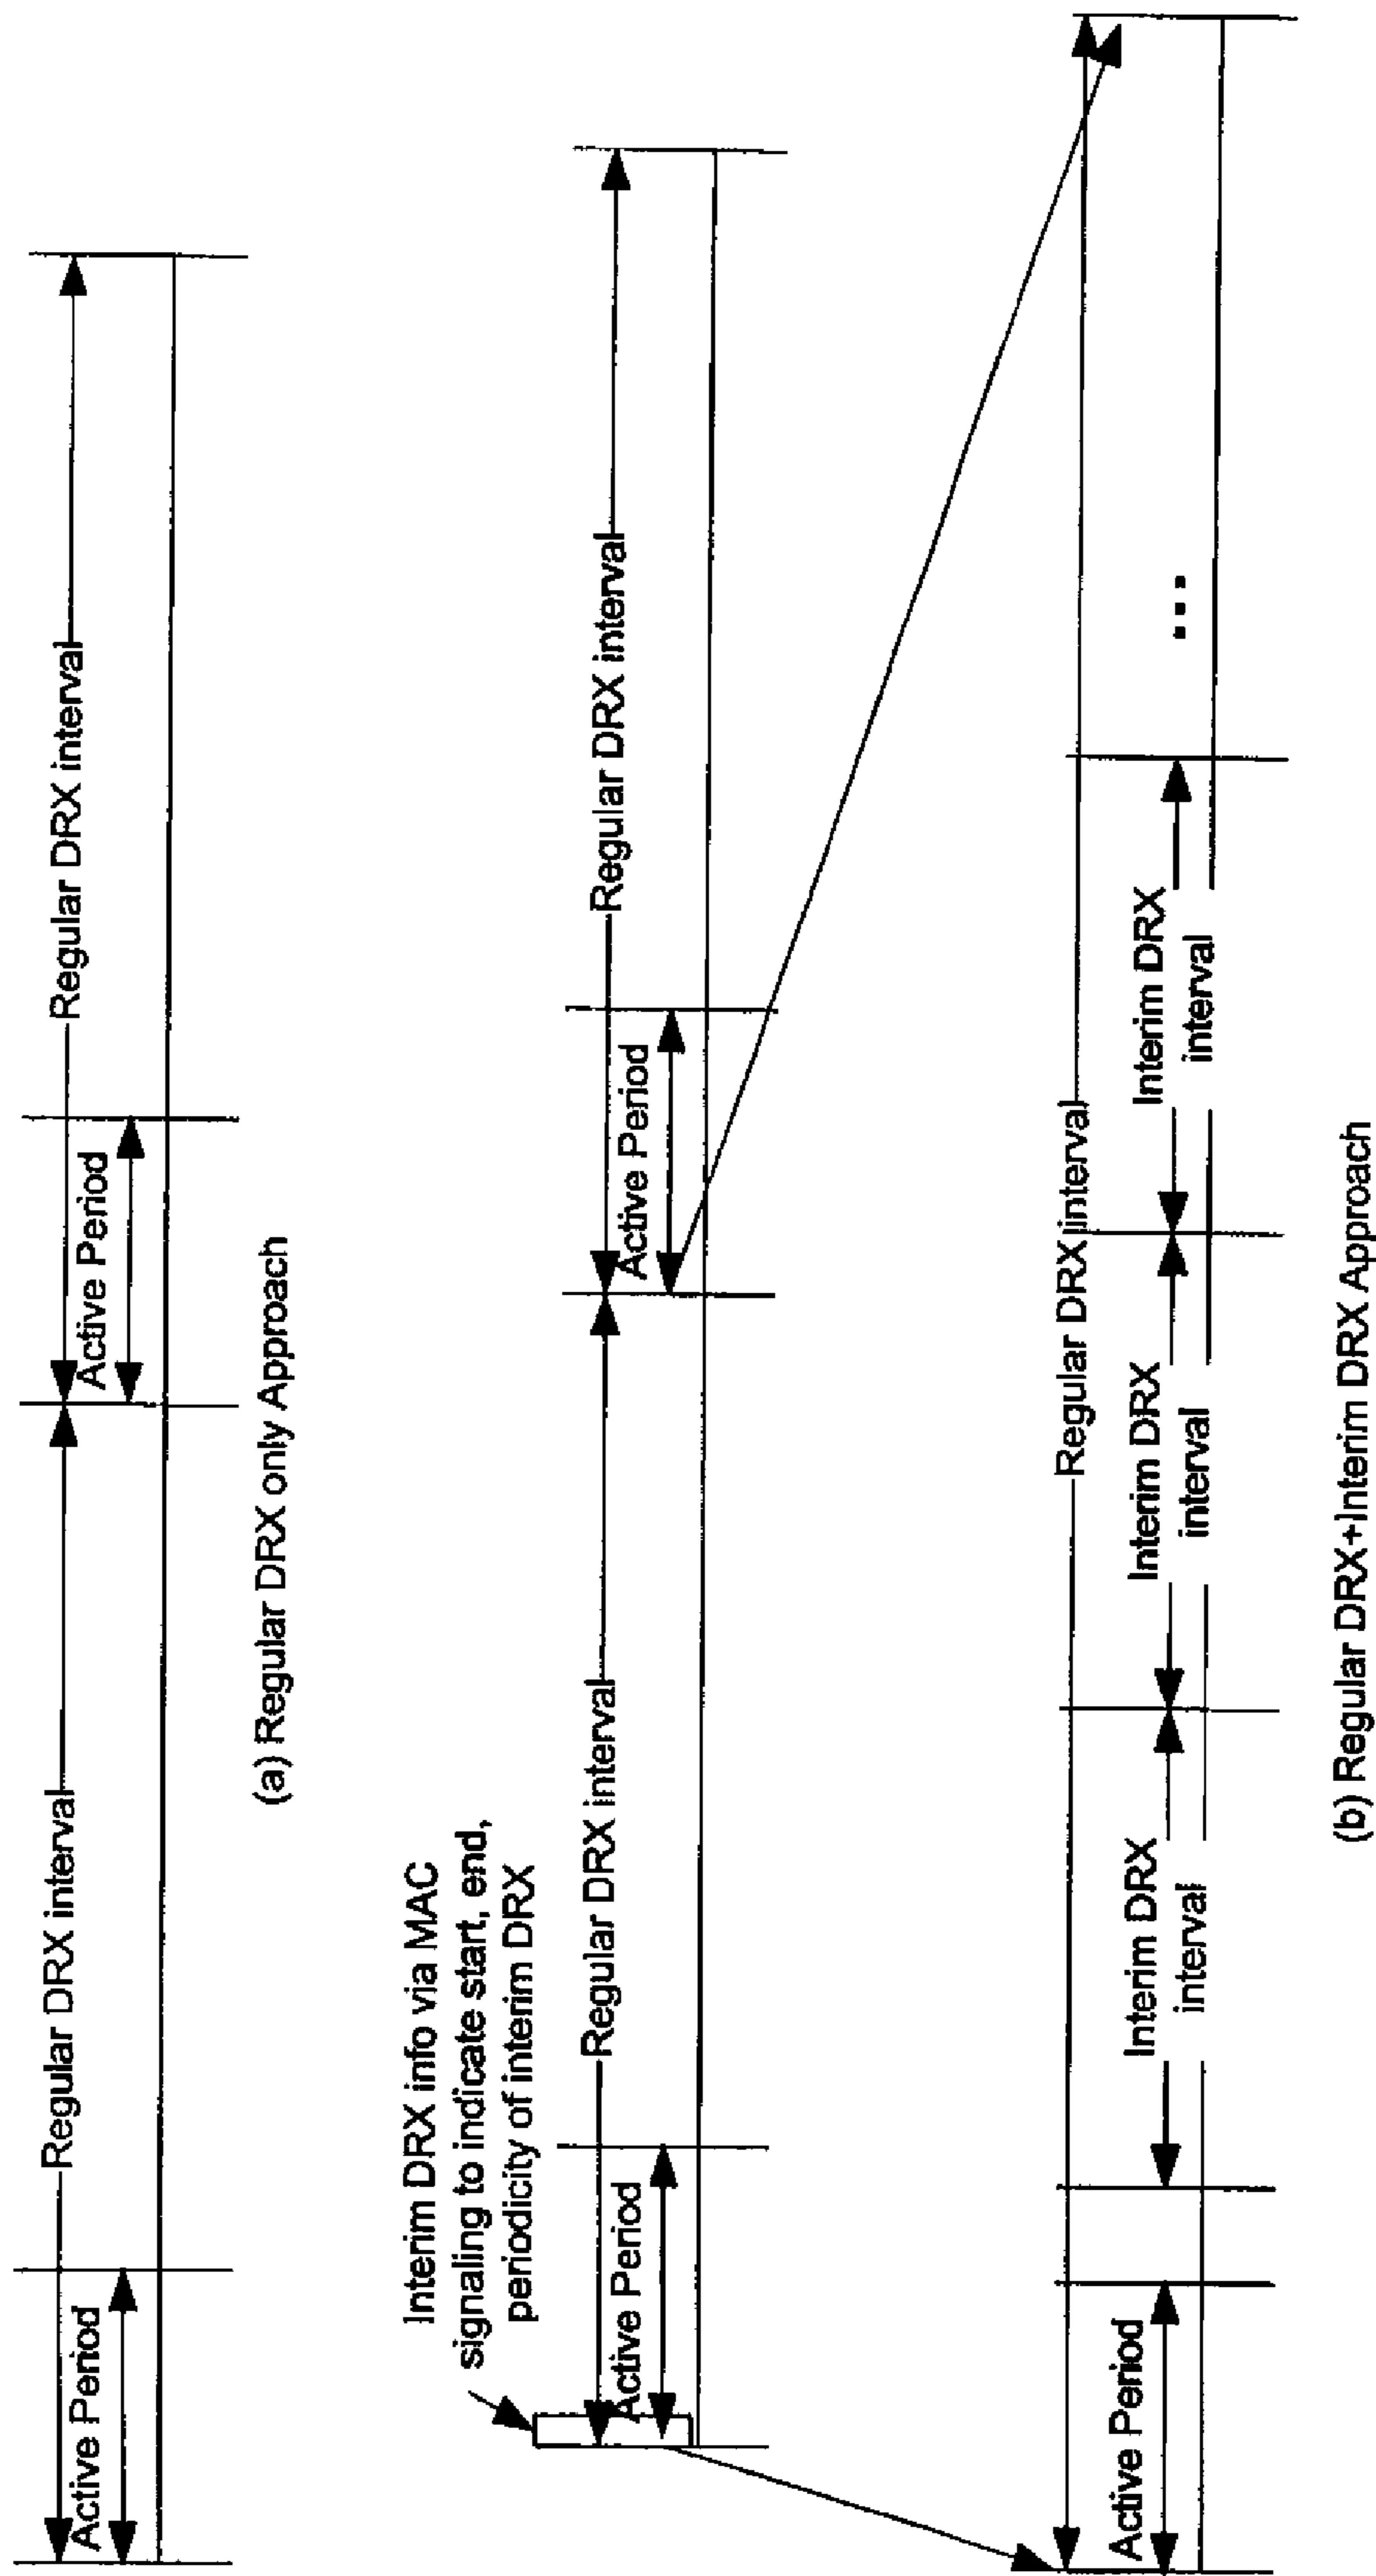 Regular DRX interval
Regular DRX interval
Active Period
Active Period
(a) Regular DRX only Approach
Interim DRX info via MAC
signaling to indicate start, end,
periodicity of interim DRX
Regular DRX interval
Regular DRX interval
Active Period
Active Period
Regular DRX interval
Active Period
Interim DRX
interval
Interim DRX
interval
Interim DRX
interval
...
(b) Regular DRX+Interim DRX Approach